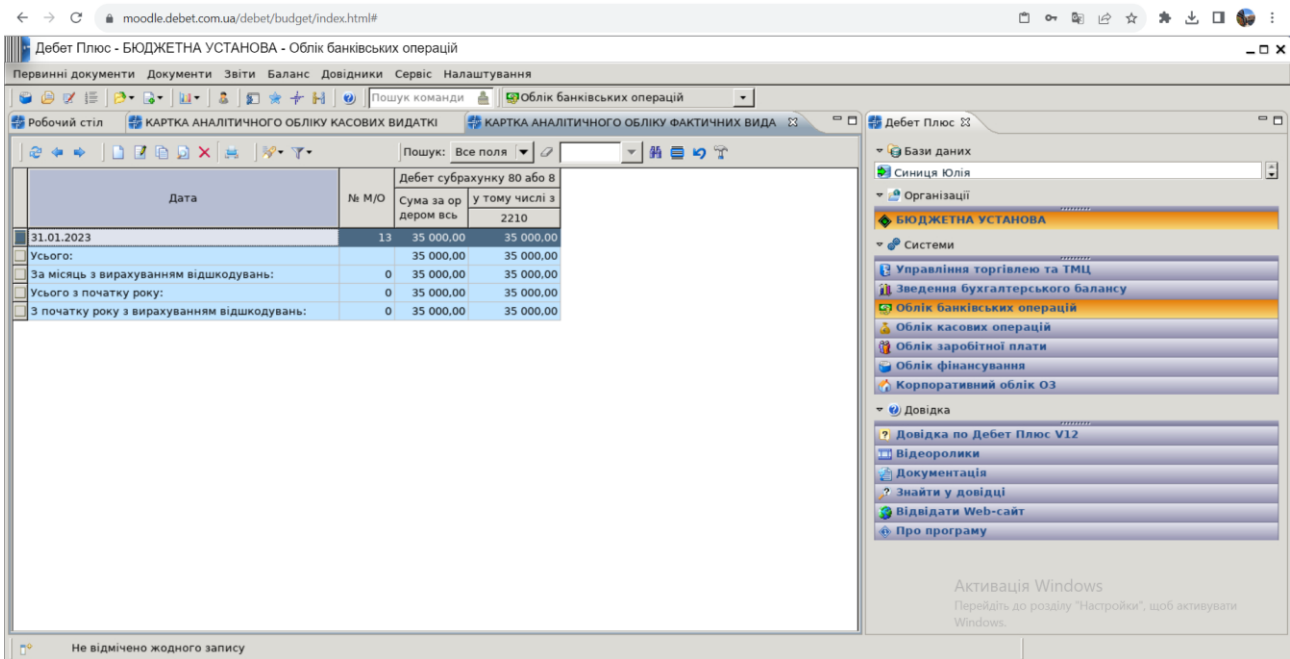 moodle.debet.com.ua/debet/budget/index.html#
Дебет Плюс - БЮДЖЕТНА УСТАНОВА - Облік банківських операцій
Первинні документи Документи Звіти Баланс Довідники Сервіс Налаштування
Пошук команди
Облік банківських операцій
Робочий стіл
КАРТКА АНАЛІТИЧНОГО ОБЛІКУ КАСОВИХ ВИДАТКІ
КАРТКА АНАЛІТИЧНОГО ОБЛІКУ ФАКТИЧНИХ ВИДА
Пошук: Все поля
Дата
№ М/О
Дебет субрахунку 80 або 8
Сума за ор
дером всь
у тому числі з
2210
31.01.2023 13 35 000,00 35 000,00
Усього: 35 000,00 35 000,00
За місяць з вирахуванням відшкодувань: 0 35 000,00 35 000,00
Усього з початку року: 0 35 000,00 35 000,00
З початку року з вирахуванням відшкодувань: 0 35 000,00 35 000,00
Не відмічено жодного запису
Дебет Плюс
Бази даних
Синиця Юлія
Організації
БЮДЖЕТНА УСТАНОВА
Системи
Управління торгівлею та ТМЦ
Зведення бухгалтерського балансу
Облік банківських операцій
Облік касових операцій
Облік заробітної плати
Облік фінансування
Корпоративний облік ОЗ
Довідка
Довідка по Дебет Плюс V12
Відеоролики
Документація
Знайти у довідці
Відвідати Web-сайт
Про програму
Активація Windows
Перейдіть до розділу "Настройки", щоб активувати
Windows.